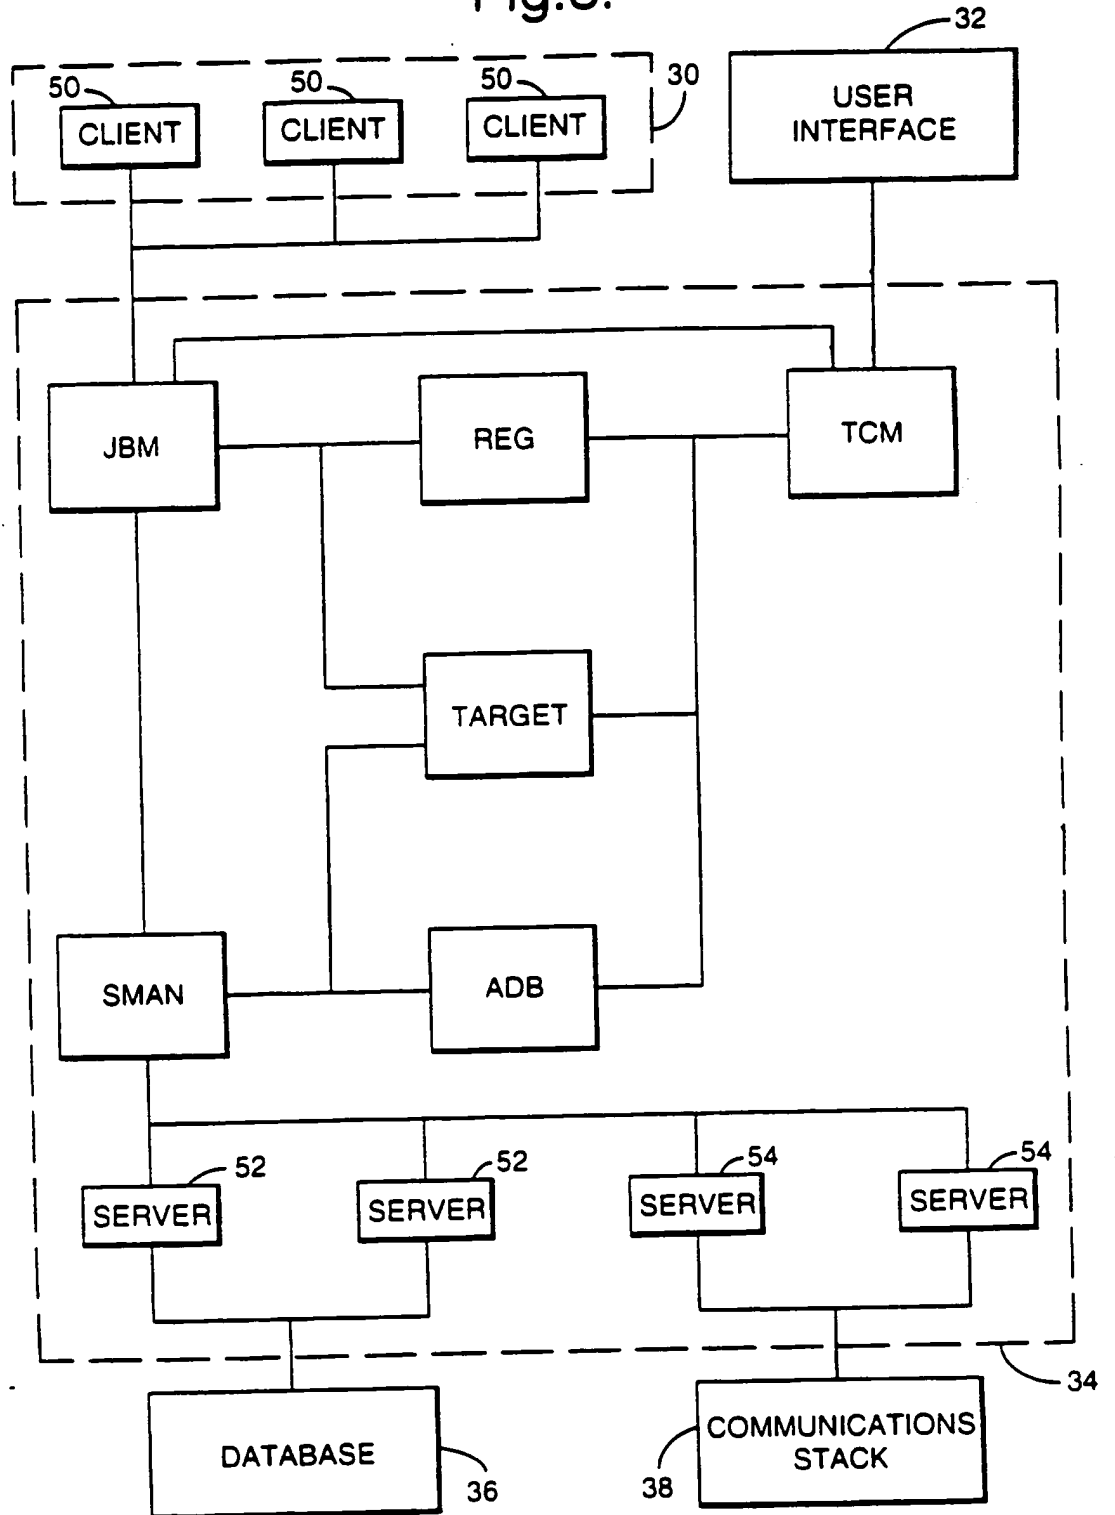 Fig.3.
32
50 50 50
30
CLIENT CLIENT CLIENT
USER
INTERFACE
JBM REG TCM
TARGET
SMAN ADB
52 52 54 54
SERVER SERVER SERVER SERVER
34
DATABASE
36
COMMUNICATIONS
STACK
38